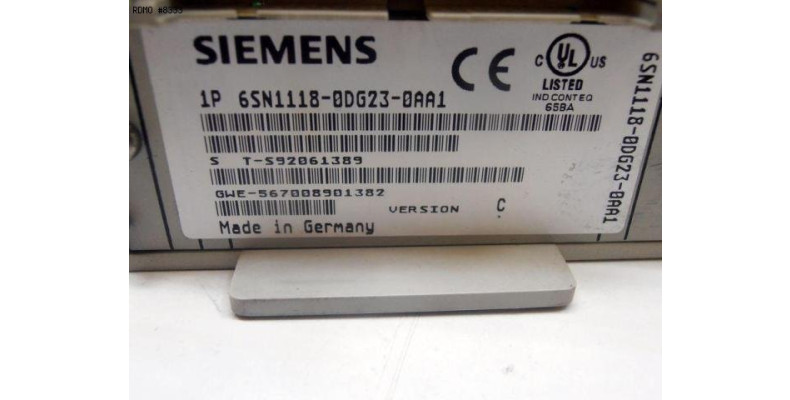 RDMO #8355
SIEMENS
1P 6SN1118-0DG23-0AA1
S T-S92061389
GWE-567008901382
VERSION C
Made in Germany
CE
C UL US
LISTED
IND CONT EQ
65BA
6SN1118-0DG23-0AA1